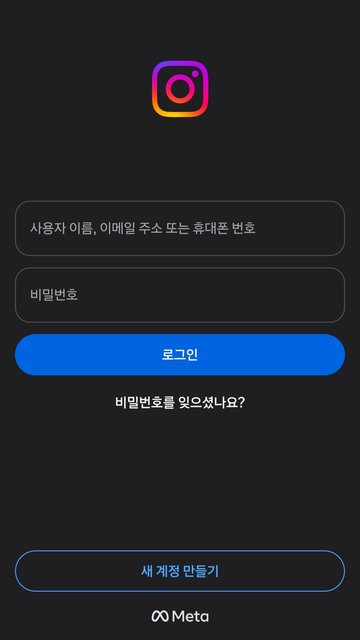 사용자 이름, 이메일 주소 또는 휴대폰 번호
비밀번호
로그인
비밀번호를 잊으셨나요?
새 계정 만들기
Meta